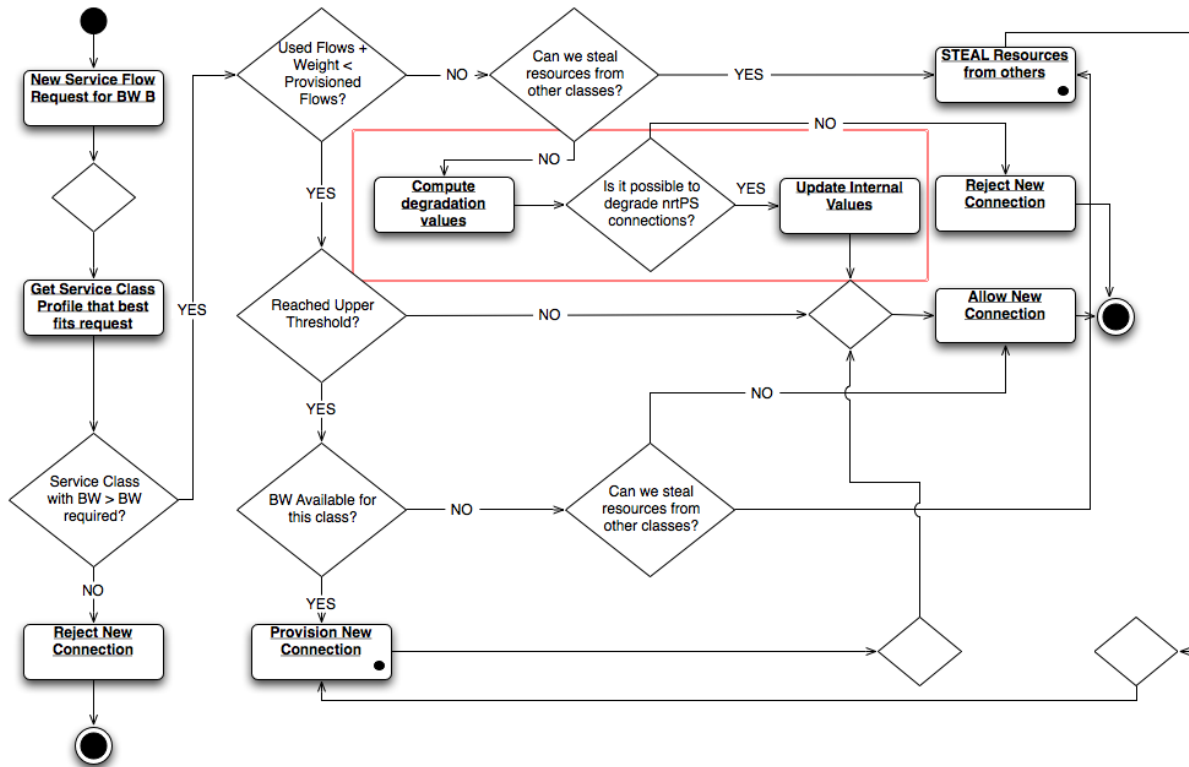 New Service Flow
Request for BW B
Get Service Class
Profile that best
fits request
Service Class
with BW > BW
required?
YES
NO
Reject New
Connection
Used Flows +
Weight <
Provisioned
Flows?
NO
Can we steal
resources from
other classes?
YES
STEAL Resources
from others
YES
NO
Compute
degradation
values
Is it possible to
degrade nrtPS
connections?
NO
YES
Update Internal
Values
Reject New
Connection
Reached Upper
Threshold?
NO
Allow New
Connection
YES
BW Available for
this class?
NO
Can we steal
resources from
other classes?
NO
YES
Provision New
Connection